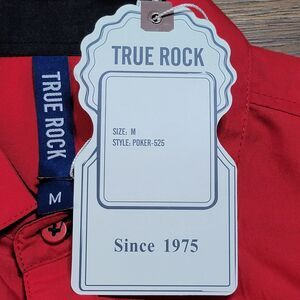 TRUE ROCK
SIZE: M
STYLE: POKER-525
Since 1975
TRUE ROCK
M